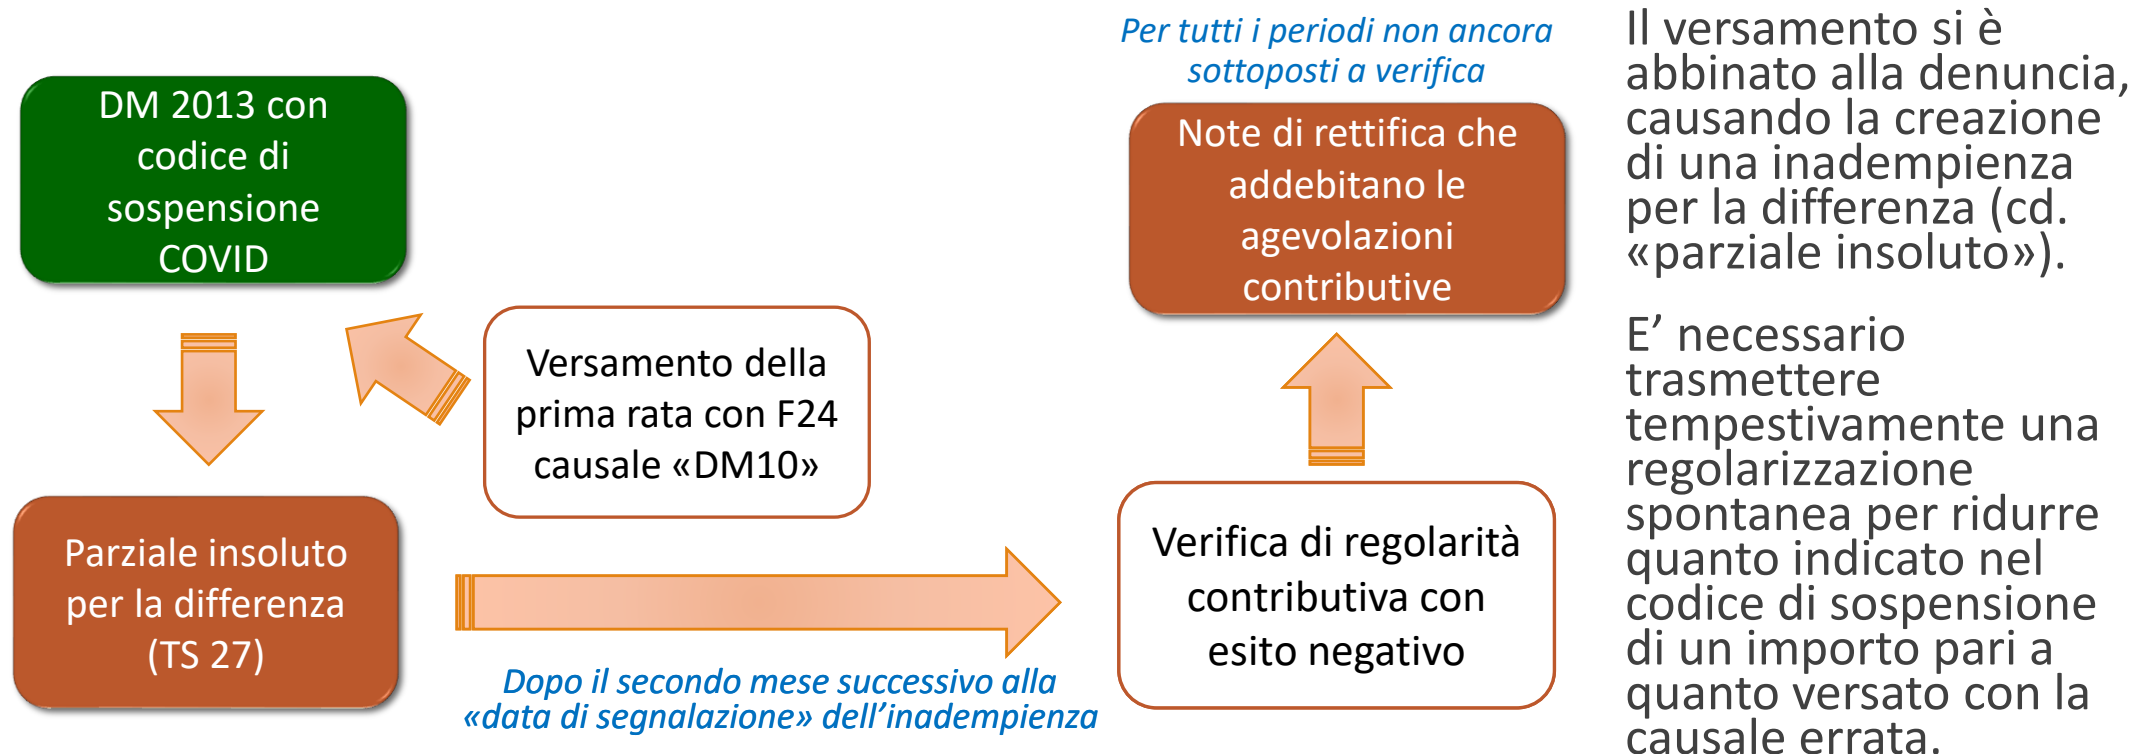 DM 2013 con
codice di
sospensione
COVID
Versamento della
prima rata con F24
causale «DM10»
Parziale insoluto
per la differenza
(TS 27)
Dopo il secondo mese successivo alla
«data di segnalazione» dell’inadempienza
Per tutti i periodi non ancora
sottoposti a verifica
Note di rettifica che
addebitano le
agevolazioni
contributive
Verifica di regolarità
contributiva con
esito negativo
Il versamento si è
abbinato alla denuncia,
causando la creazione
di una inadempienza
per la differenza (cd.
«parziale insoluto»).
E’ necessario
trasmettere
tempestivamente una
regolarizzazione
spontanea per ridurre
quanto indicato nel
codice di sospensione
di un importo pari a
quanto versato con la
causale errata.